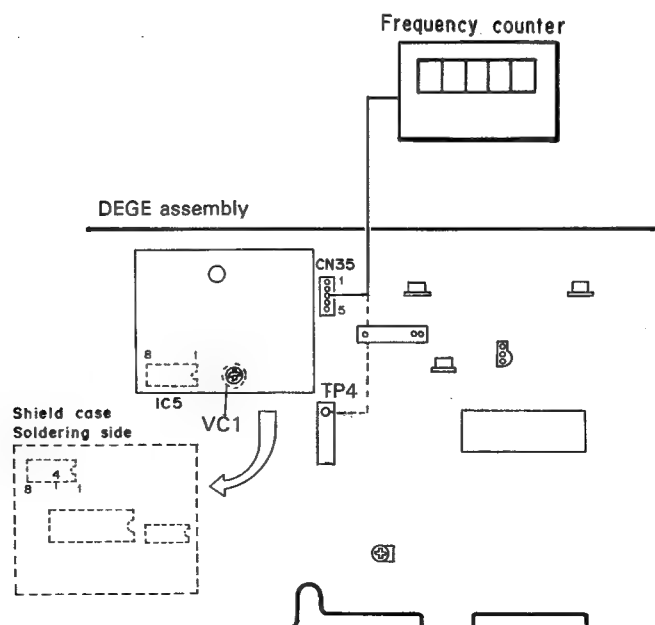 Frequency counter
DEGE assembly
CN35
1
5
8 1
IC5
VC1
TP4
Shield case
Soldering side
4
8 1